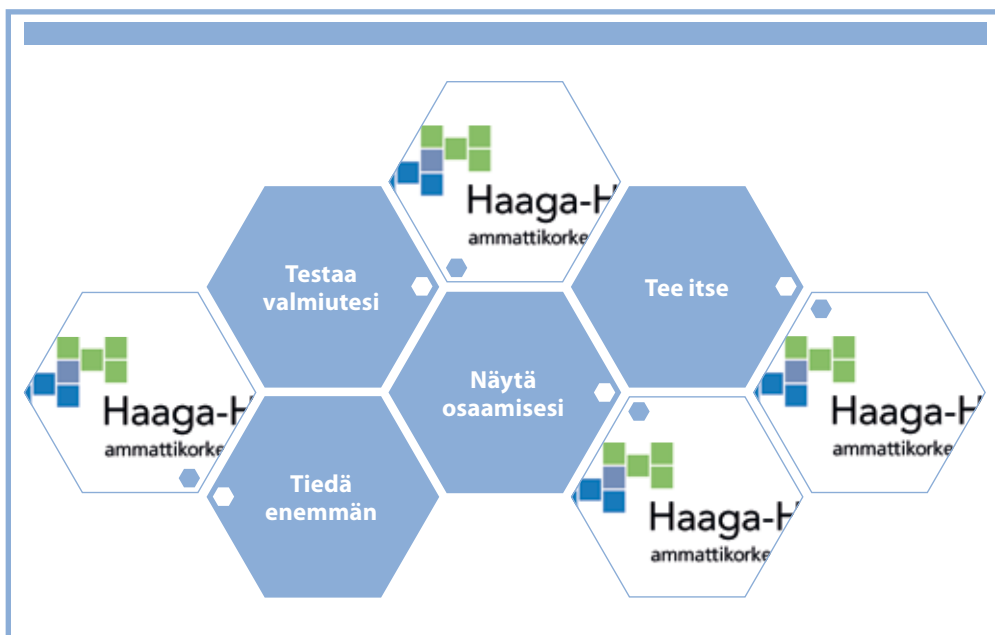 Haaga-H
ammattikorke
Testaa
valmiutesi
Tee itse
Haaga-H
ammattikorke
Näytä
osaamisesi
Haaga-H
ammattikorke
Tiedä
enemmän
Haaga-H
ammattikorke